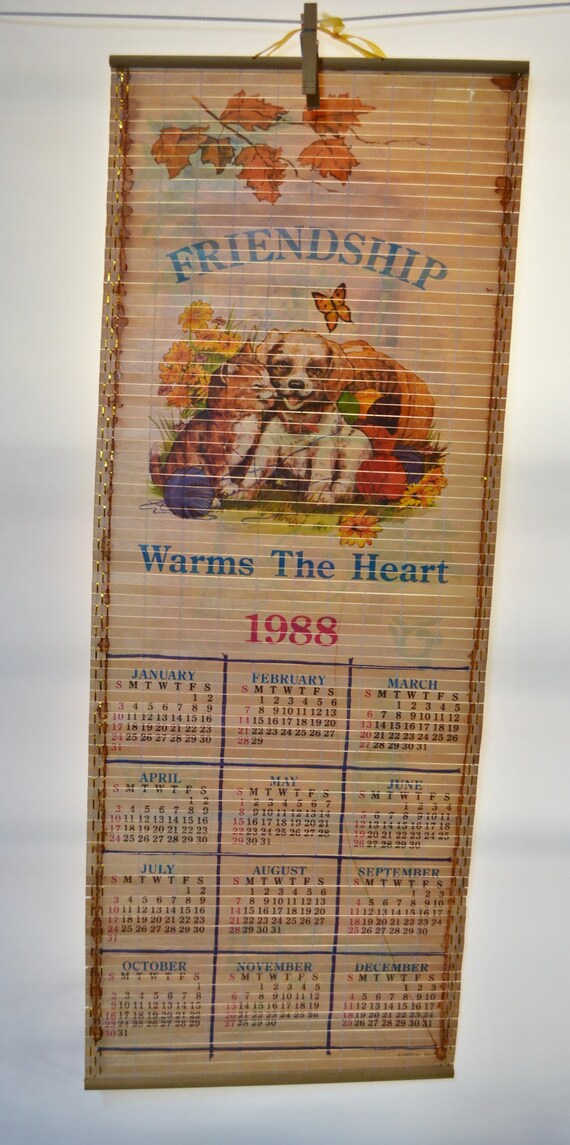 FRIENDSHIP
Warms The Heart
1988
JANUARY
S M T W T F S
1 2
3 4 5 6 7 8 9
10 11 12 13 14 15 16
17 18 19 20 21 22 23
24 25 26 27 28 29 30
31
FEBRUARY
S M T W T F S
1 2 3 4 5 6
7 8 9 10 11 12 13
14 15 16 17 18 19 20
21 22 23 24 25 26 27
28 29
MARCH
S M T W T F S
1 2 3 4 5
6 7 8 9 10 11 12
13 14 15 16 17 18 19
20 21 22 23 24 25 26
27 28 29 30 31
APRIL
S M T W T F S
1 2
3 4 5 6 7 8 9
10 11 12 13 14 15 16
17 18 19 20 21 22 23
24 25 26 27 28 29 30
MAY
S M T W T F S
1 2 3 4 5 6 7
8 9 10 11 12 13 14
15 16 17 18 19 20 21
22 23 24 25 26 27 28
29 30 31
JUNE
S M T W T F S
1 2 3 4
5 6 7 8 9 10 11
12 13 14 15 16 17 18
19 20 21 22 23 24 25
26 27 28 29 30
JULY
S M T W T F S
1 2
3 4 5 6 7 8 9
10 11 12 13 14 15 16
17 18 19 20 21 22 23
24 25 26 27 28 29 30
31
AUGUST
S M T W T F S
1 2 3 4 5 6
7 8 9 10 11 12 13
14 15 16 17 18 19 20
21 22 23 24 25 26 27
28 29 30 31
SEPTEMBER
S M T W T F S
1 2 3
4 5 6 7 8 9 10
11 12 13 14 15 16 17
18 19 20 21 22 23 24
25 26 27 28 29 30
OCTOBER
S M T W T F S
1
2 3 4 5 6 7 8
9 10 11 12 13 14 15
16 17 18 19 20 21 22
23 24 25 26 27 28 29
30 31
NOVEMBER
S M T W T F S
1 2 3 4 5
6 7 8 9 10 11 12
13 14 15 16 17 18 19
20 21 22 23 24 25 26
27 28 29 30
DECEMBER
S M T W T F S
1 2 3
4 5 6 7 8 9 10
11 12 13 14 15 16 17
18 19 20 21 22 23 24
25 26 27 28 29 30 31